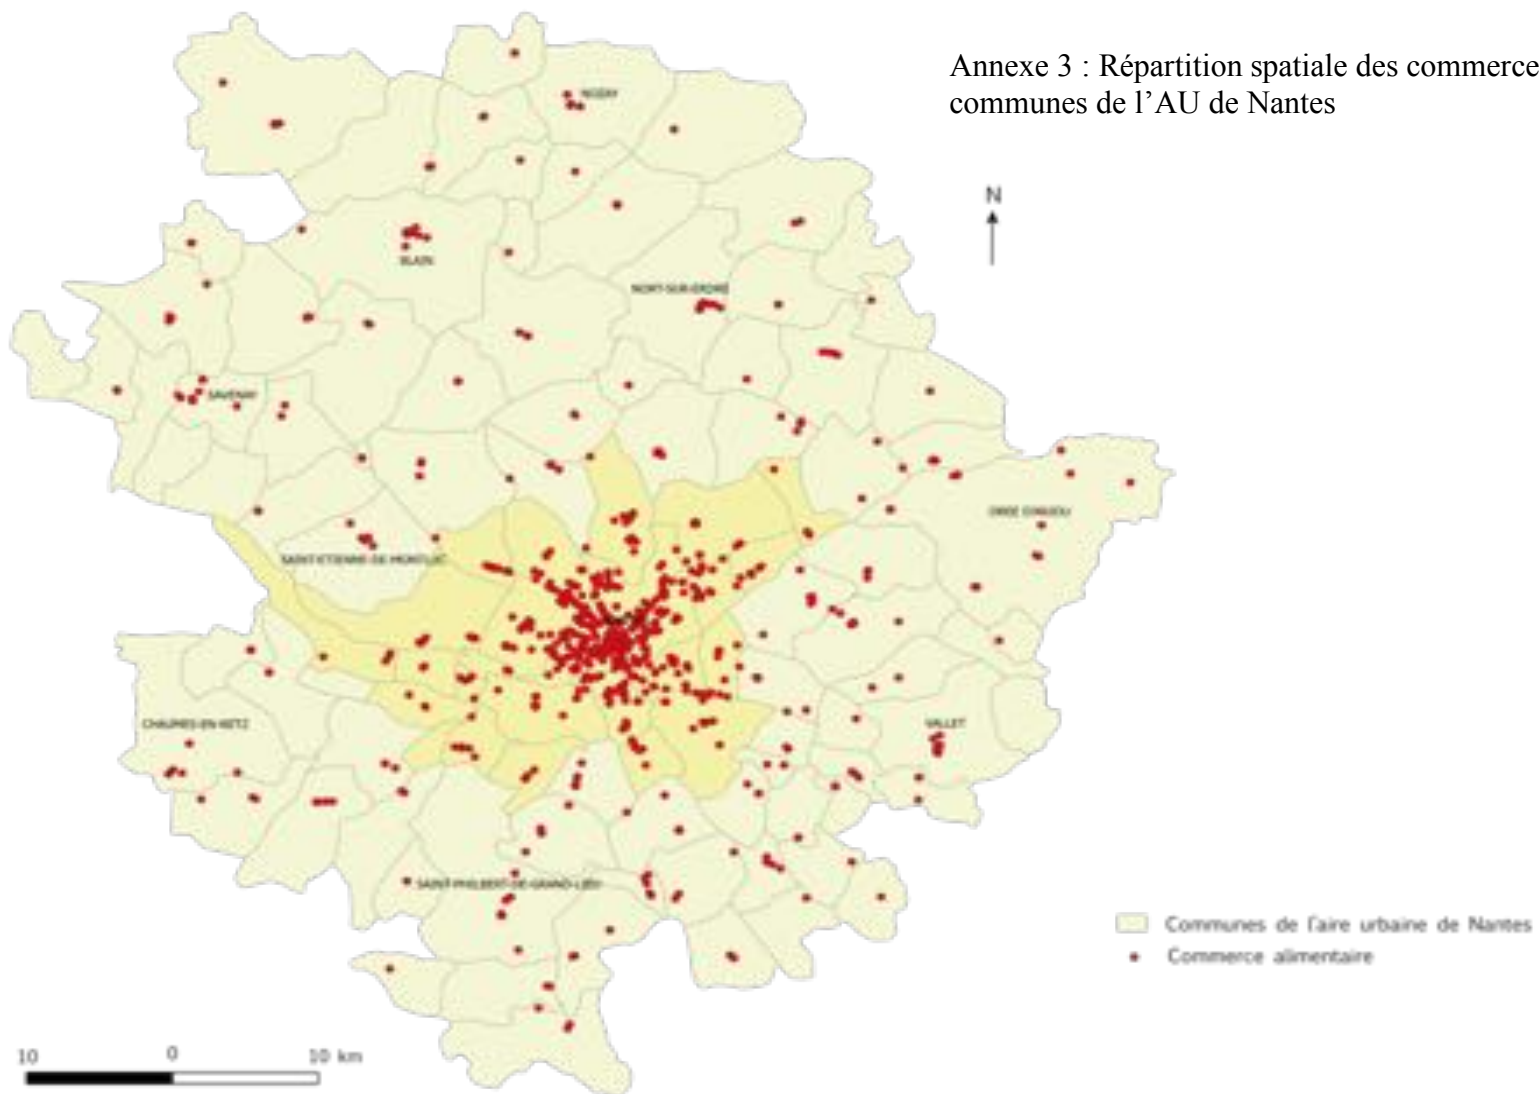 Annexe 3 : Répartition spatiale des commerce
communes de l'AU de Nantes
N
NOZAY
BLAIN
NORT-SUR-ERDRE
SAVENAY
SAINT-ETIENNE-DE-MONTLUC
OREE D'ANJOU
CHAUMES-EN-RETZ
VALLET
SAINT-PHILBERT-DE-GRAND-LIEU
Communes de l'aire urbaine de Nantes
Commerce alimentaire
10 0 10 km